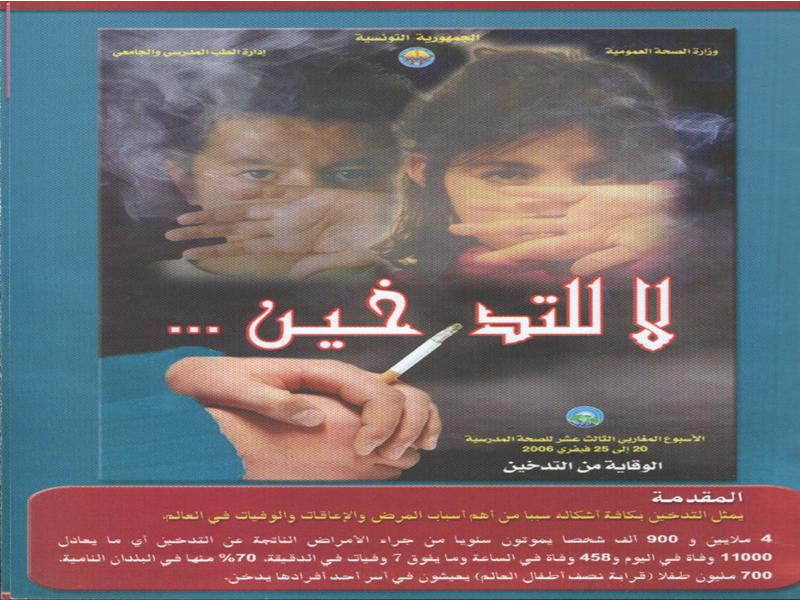 الجمهورية التونسية
وزارة الصحة العمومية
إدارة الطب المدرسي والجامعي
لا للتدخين ...
الأسبوع المغاربي الثالث عشر للصحة المدرسية
20 إلى 25 فيفري 2006
الوقاية من التدخين
المقدمة
يمثل التدخين بكافة أشكاله سببا من أهم أسباب المرض والإعاقات والوفيات في العالم.
4 ملايين و 900 ألف شخصا يموتون سنويا من جراء الأمراض الناتجة عن التدخين أي ما يعادل
11000 وفاة في اليوم و458 وفاة في الساعة وما يفوق 7 وفيات في الدقيقة. 70% منها في البلدان النامية.
700 مليون طفلا (قرابة نصف أطفال العالم) يعيشون في أسر أحد أفرادها يدخن.